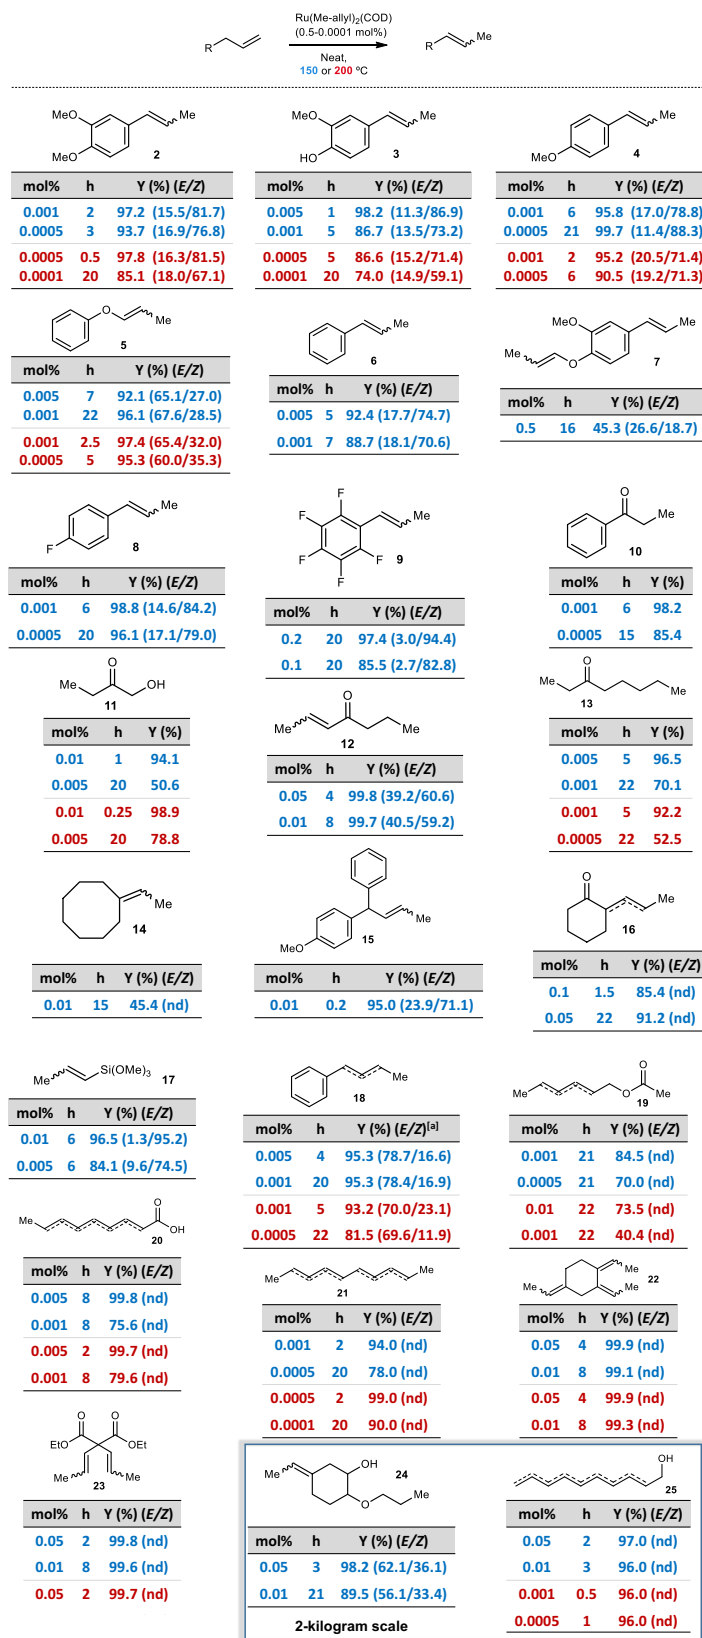 R
Ru(Me-allyl)₂(COD)
(0.5-0.0001 mol%)
Neat,
150 or 200 ºC
R Me
MeO Me
MeO 2
mol% h Y (%) (E/Z)
0.001 2 97.2 (15.5/81.7)
0.0005 3 93.7 (16.9/76.8)
0.0005 0.5 97.8 (16.3/81.5)
0.0001 20 85.1 (18.0/67.1)
MeO Me
HO 3
mol% h Y (%) (E/Z)
0.005 1 98.2 (11.3/86.9)
0.001 5 86.7 (13.5/73.2)
0.0005 5 86.6 (15.2/71.4)
0.0001 20 74.0 (14.9/59.1)
Me
MeO 4
mol% h Y (%) (E/Z)
0.001 6 95.8 (17.0/78.8)
0.0005 21 99.7 (11.4/88.3)
0.001 2 95.2 (20.5/71.4)
0.0005 6 90.5 (19.2/71.3)
O Me
5
mol% h Y (%) (E/Z)
0.005 7 92.1 (65.1/27.0)
0.001 22 96.1 (67.6/28.5)
0.001 2.5 97.4 (65.4/32.0)
0.0005 5 95.3 (60.0/35.3)
Me
6
mol% h Y (%) (E/Z)
0.005 5 92.4 (17.7/74.7)
0.001 7 88.7 (18.1/70.6)
MeO Me
Me O 7
mol% h Y (%) (E/Z)
0.5 16 45.3 (26.6/18.7)
Me
F 8
mol% h Y (%) (E/Z)
0.001 6 98.8 (14.6/84.2)
0.0005 20 96.1 (17.1/79.0)
F Me
F
F F
F 9
mol% h Y (%) (E/Z)
0.2 20 97.4 (3.0/94.4)
0.1 20 85.5 (2.7/82.8)
O
Me
10
mol% h Y (%)
0.001 6 98.2
0.0005 15 85.4
O
Me OH
11
mol% h Y (%)
0.01 1 94.1
0.005 20 50.6
0.01 0.25 98.9
0.005 20 78.8
O
Me Me
12
mol% h Y (%) (E/Z)
0.05 4 99.8 (39.2/60.6)
0.01 8 99.7 (40.5/59.2)
O
Me Me
13
mol% h Y (%)
0.005 5 96.5
0.001 22 70.1
0.001 5 92.2
0.0005 22 52.5
Me
14
mol% h Y (%) (E/Z)
0.01 15 45.4 (nd)
Me
MeO 15
mol% h Y (%) (E/Z)
0.01 0.2 95.0 (23.9/71.1)
O Me
16
mol% h Y (%) (E/Z)
0.1 1.5 85.4 (nd)
0.05 22 91.2 (nd)
Me Si(OMe)₃ 17
mol% h Y (%) (E/Z)
0.01 6 96.5 (1.3/95.2)
0.005 6 84.1 (9.6/74.5)
Me
18
mol% h Y (%) (E/Z)[a]
0.005 4 95.3 (78.7/16.6)
0.001 20 95.3 (78.4/16.9)
0.001 5 93.2 (70.0/23.1)
0.0005 22 81.5 (69.6/11.9)
O
Me O Me
19
mol% h Y (%) (E/Z)
0.001 21 84.5 (nd)
0.0005 21 70.0 (nd)
0.01 22 73.5 (nd)
0.001 22 40.4 (nd)
O
Me OH
20
mol% h Y (%) (E/Z)
0.005 8 99.8 (nd)
0.001 8 75.6 (nd)
0.005 2 99.7 (nd)
0.001 8 79.6 (nd)
Me Me
21
mol% h Y (%) (E/Z)
0.001 2 94.0 (nd)
0.0005 20 78.0 (nd)
0.0005 2 99.0 (nd)
0.0001 20 90.0 (nd)
Me 22
Me Me
mol% h Y (%) (E/Z)
0.05 4 99.9 (nd)
0.01 8 99.1 (nd)
0.05 4 99.9 (nd)
0.01 8 99.3 (nd)
O O
EtO OEt
Me Me
23
mol% h Y (%) (E/Z)
0.05 2 99.8 (nd)
0.01 8 99.6 (nd)
0.05 2 99.7 (nd)
Me OH 24
O Me
mol% h Y (%) (E/Z)
0.05 3 98.2 (62.1/36.1)
0.01 21 89.5 (56.1/33.4)
2-kilogram scale
OH
25
mol% h Y (%) (E/Z)
0.05 2 97.0 (nd)
0.01 3 96.0 (nd)
0.001 0.5 96.0 (nd)
0.0005 1 96.0 (nd)